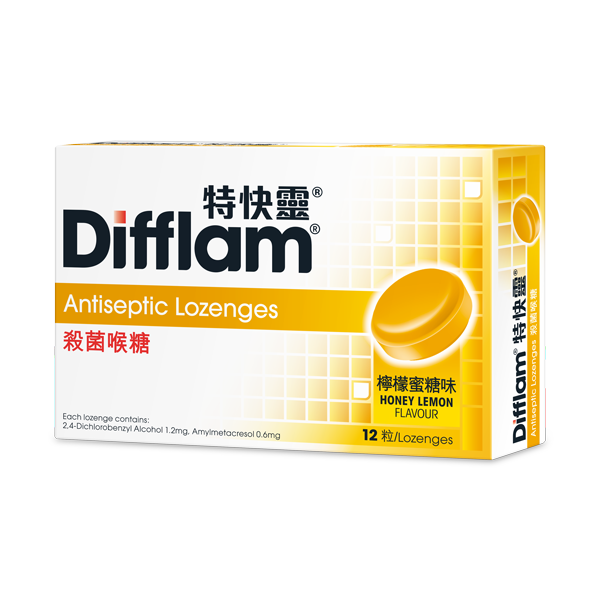 特快靈®
Difflam®
Antiseptic Lozenges
殺菌喉糖
Each lozenge contains:
2,4-Dichlorobenzyl Alcohol 1.2mg, Amylmetacresol 0.6mg
檸檬蜜糖味
HONEY LEMON
FLAVOUR
12 粒/Lozenges
Difflam® 特快靈®
Antiseptic Lozenges 殺菌喉糖